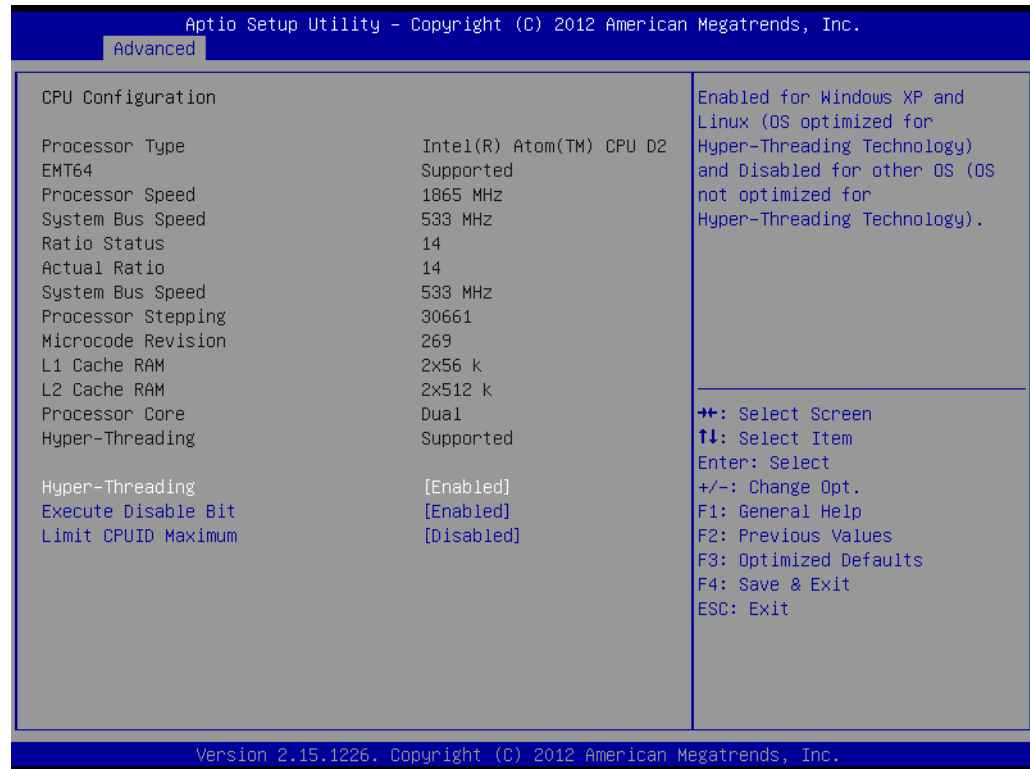 Aptio Setup Utility – Copyright (C) 2012 American Megatrends, Inc.
Advanced
CPU Configuration
Processor Type Intel(R) Atom(TM) CPU D2
EMT64 Supported
Processor Speed 1865 MHz
System Bus Speed 533 MHz
Ratio Status 14
Actual Ratio 14
System Bus Speed 533 MHz
Processor Stepping 30661
Microcode Revision 269
L1 Cache RAM 2x56 k
L2 Cache RAM 2x512 k
Processor Core Dual
Hyper-Threading Supported
Hyper-Threading [Enabled]
Execute Disable Bit [Enabled]
Limit CPUID Maximum [Disabled]
Enabled for Windows XP and
Linux (OS optimized for
Hyper-Threading Technology)
and Disabled for other OS (OS
not optimized for
Hyper-Threading Technology).
→←: Select Screen
↑↓: Select Item
Enter: Select
+/-: Change Opt.
F1: General Help
F2: Previous Values
F3: Optimized Defaults
F4: Save & Exit
ESC: Exit
Version 2.15.1226. Copyright (C) 2012 American Megatrends, Inc.